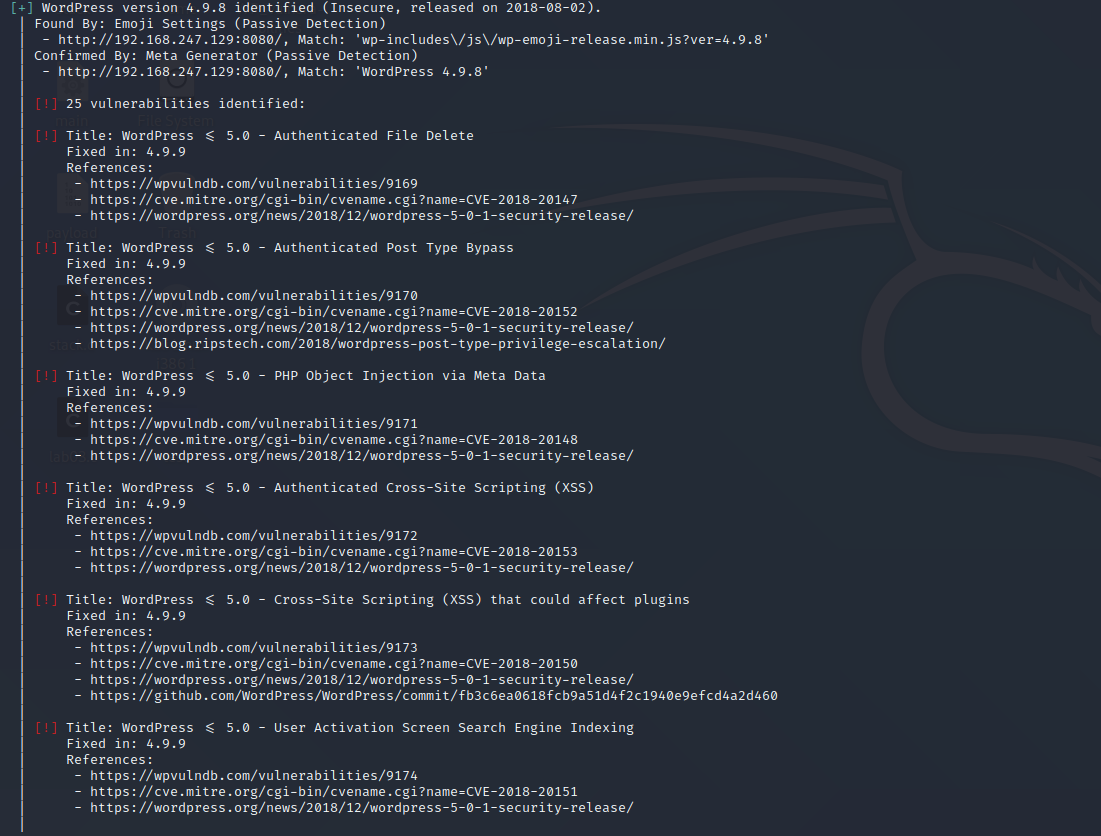 [+] WordPress version 4.9.8 identified (Insecure, released on 2018-08-02).
| Found By: Emoji Settings (Passive Detection)
|  - http://192.168.247.129:8080/, Match: 'wp-includes\/js\/wp-emoji-release.min.js?ver=4.9.8'
| Confirmed By: Meta Generator (Passive Detection)
|  - http://192.168.247.129:8080/, Match: 'WordPress 4.9.8'
|
| [!] 25 vulnerabilities identified:
|
| [!] Title: WordPress ≤ 5.0 - Authenticated File Delete
|     Fixed in: 4.9.9
|     References:
|      - https://wpvulndb.com/vulnerabilities/9169
|      - https://cve.mitre.org/cgi-bin/cvename.cgi?name=CVE-2018-20147
|      - https://wordpress.org/news/2018/12/wordpress-5-0-1-security-release/
|
| [!] Title: WordPress ≤ 5.0 - Authenticated Post Type Bypass
|     Fixed in: 4.9.9
|     References:
|      - https://wpvulndb.com/vulnerabilities/9170
|      - https://cve.mitre.org/cgi-bin/cvename.cgi?name=CVE-2018-20152
|      - https://wordpress.org/news/2018/12/wordpress-5-0-1-security-release/
|      - https://blog.ripstech.com/2018/wordpress-post-type-privilege-escalation/
|
| [!] Title: WordPress ≤ 5.0 - PHP Object Injection via Meta Data
|     Fixed in: 4.9.9
|     References:
|      - https://wpvulndb.com/vulnerabilities/9171
|      - https://cve.mitre.org/cgi-bin/cvename.cgi?name=CVE-2018-20148
|      - https://wordpress.org/news/2018/12/wordpress-5-0-1-security-release/
|
| [!] Title: WordPress ≤ 5.0 - Authenticated Cross-Site Scripting (XSS)
|     Fixed in: 4.9.9
|     References:
|      - https://wpvulndb.com/vulnerabilities/9172
|      - https://cve.mitre.org/cgi-bin/cvename.cgi?name=CVE-2018-20153
|      - https://wordpress.org/news/2018/12/wordpress-5-0-1-security-release/
|
| [!] Title: WordPress ≤ 5.0 - Cross-Site Scripting (XSS) that could affect plugins
|     Fixed in: 4.9.9
|     References:
|      - https://wpvulndb.com/vulnerabilities/9173
|      - https://cve.mitre.org/cgi-bin/cvename.cgi?name=CVE-2018-20150
|      - https://wordpress.org/news/2018/12/wordpress-5-0-1-security-release/
|      - https://github.com/WordPress/WordPress/commit/fb3c6ea0618fcb9a51d4f2c1940e9efcd4a2d460
|
| [!] Title: WordPress ≤ 5.0 - User Activation Screen Search Engine Indexing
|     Fixed in: 4.9.9
|     References:
|      - https://wpvulndb.com/vulnerabilities/9174
|      - https://cve.mitre.org/cgi-bin/cvename.cgi?name=CVE-2018-20151
|      - https://wordpress.org/news/2018/12/wordpress-5-0-1-security-release/
|